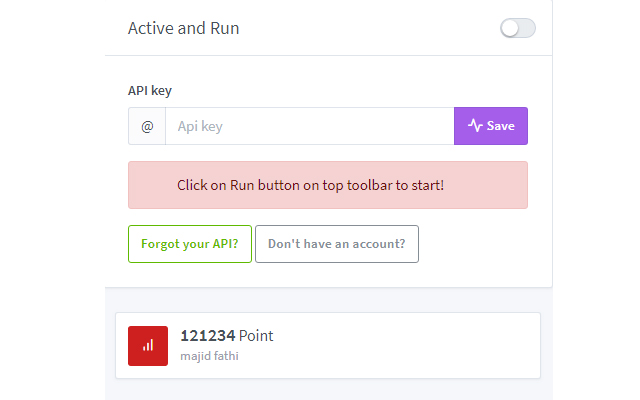 Active and Run
API key
@ Api key Save
Click on Run button on top toolbar to start!
Forgot your API? Don't have an account?
121234 Point
majid fathi